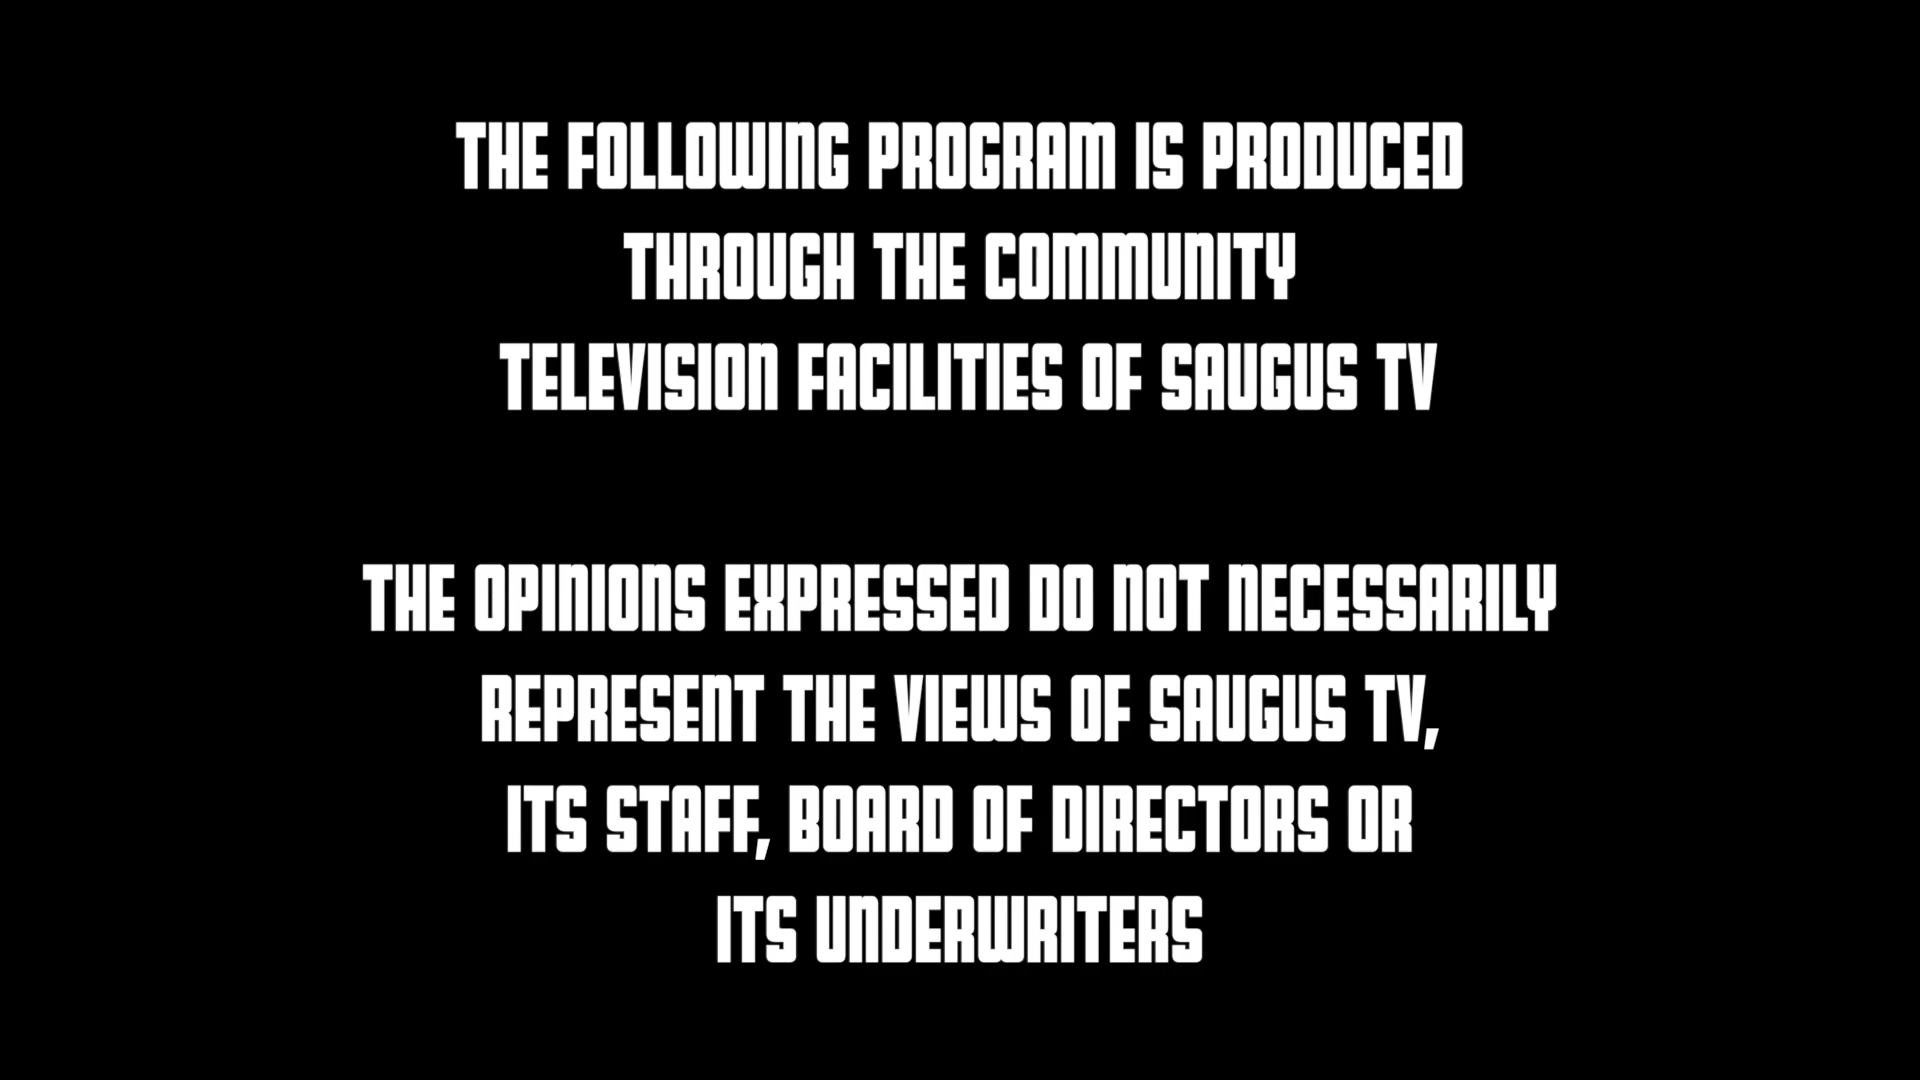 THE FOLLOWING PROGRAM IS PRODUCED
THROUGH THE COMMUNITY
TELEVISION FACILITIES OF SAUGUS TV
THE OPINIONS EXPRESSED DO NOT NECESSARILY
REPRESENT THE VIEWS OF SAUGUS TV,
ITS STAFF, BOARD OF DIRECTORS OR
ITS UNDERWRITERS